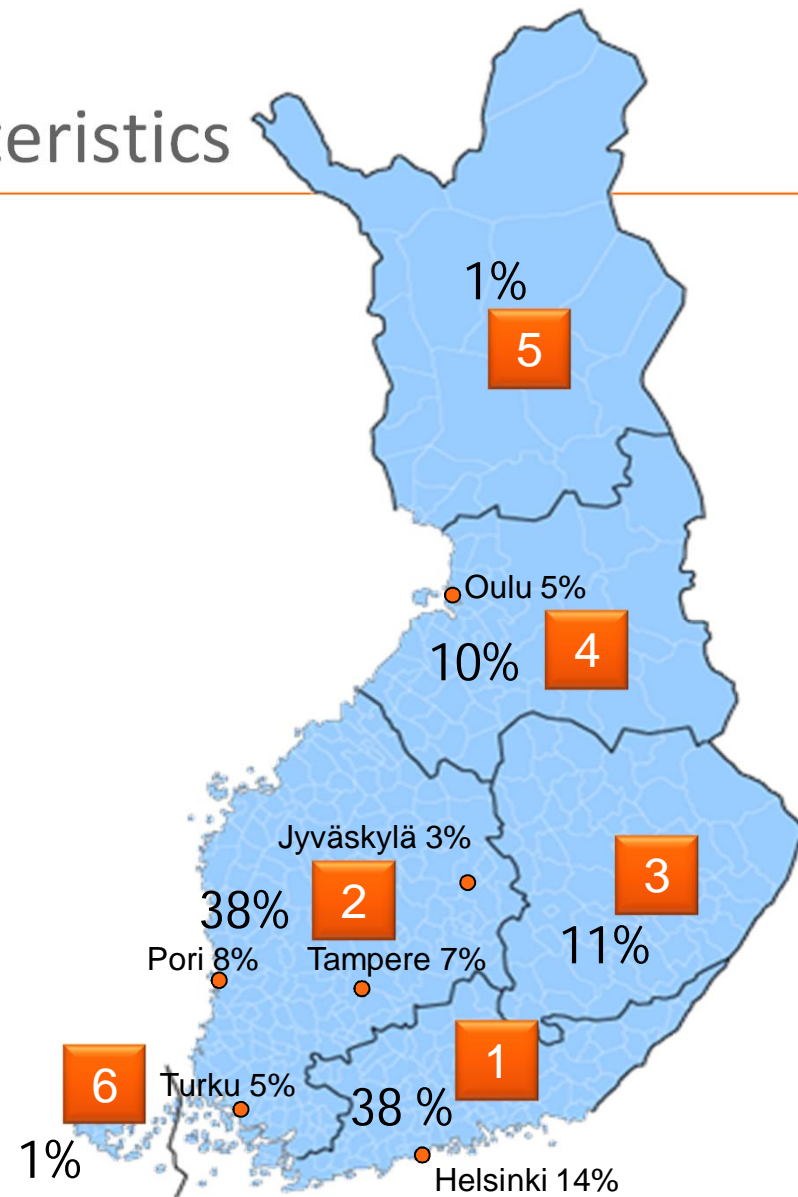 eristics
1%
5
Oulu 5%
10%
4
Jyväskylä 3%
38%
2
3
11%
Pori 8%
Tampere 7%
6
1%
Turku 5%
1
38 %
Helsinki 14%